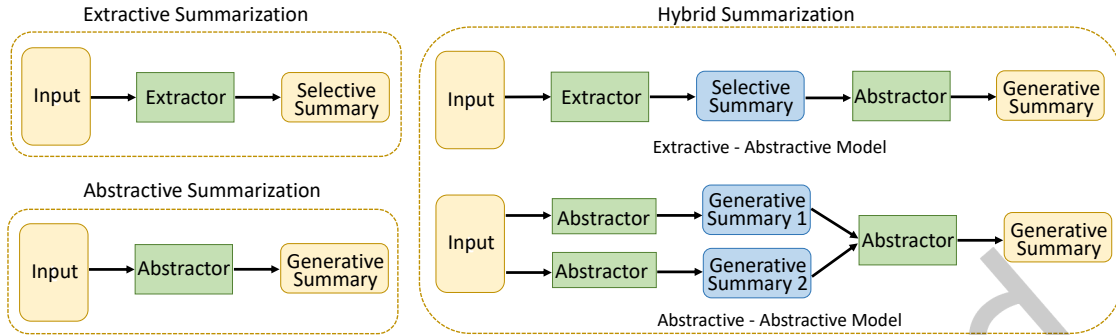 Extractive Summarization
Input
Extractor
Selective
Summary
Abstractive Summarization
Input
Abstractor
Generative
Summary
Hybrid Summarization
Input
Extractor
Selective
Summary
Abstractor
Generative
Summary
Extractive - Abstractive Model
Input
Abstractor
Generative
Summary 1
Abstractor
Generative
Summary 2
Abstractor
Generative
Summary
Abstractive - Abstractive Model